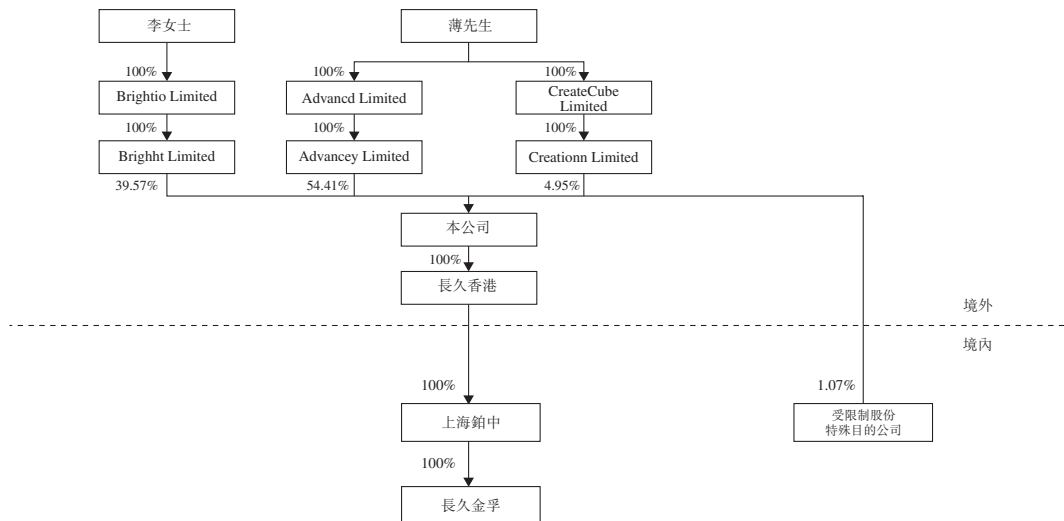 李女士
薄先生
100%
100%
100%
Brightio Limited
Advancd Limited
CreateCube
Limited
100%
100%
100%
Brighht Limited
Advancey Limited
Creationn Limited
39.57%
54.41%
4.95%
本公司
100%
長久香港
境外
境內
100%
1.07%
上海鉑中
受限制股份
特殊目的公司
100%
長久金孚